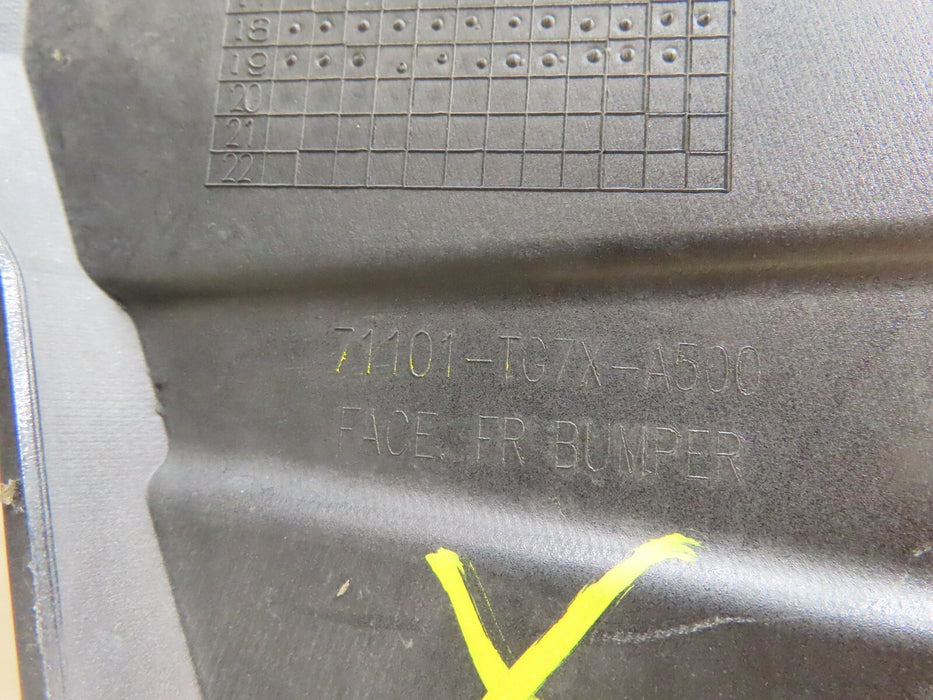 18
19
20
21
22
71101-TG7X-A500
FACE, FR BUMPER